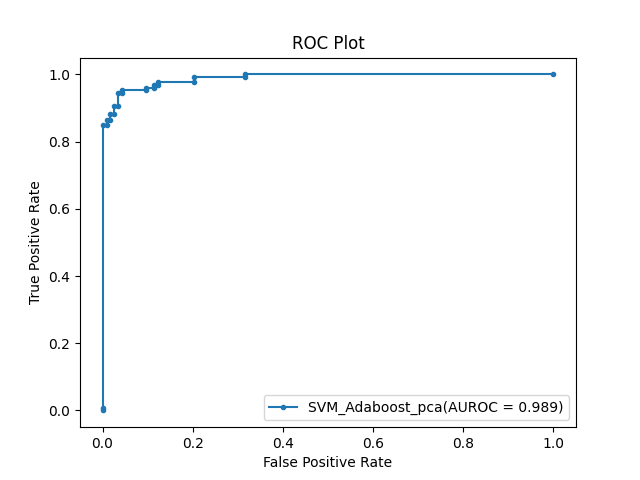 ROC Plot
True Positive Rate
1.0
0.8
0.6
0.4
0.2
0.0
SVM_Adaboost_pca(AUROC = 0.989)
0.0 0.2 0.4 0.6 0.8 1.0
False Positive Rate